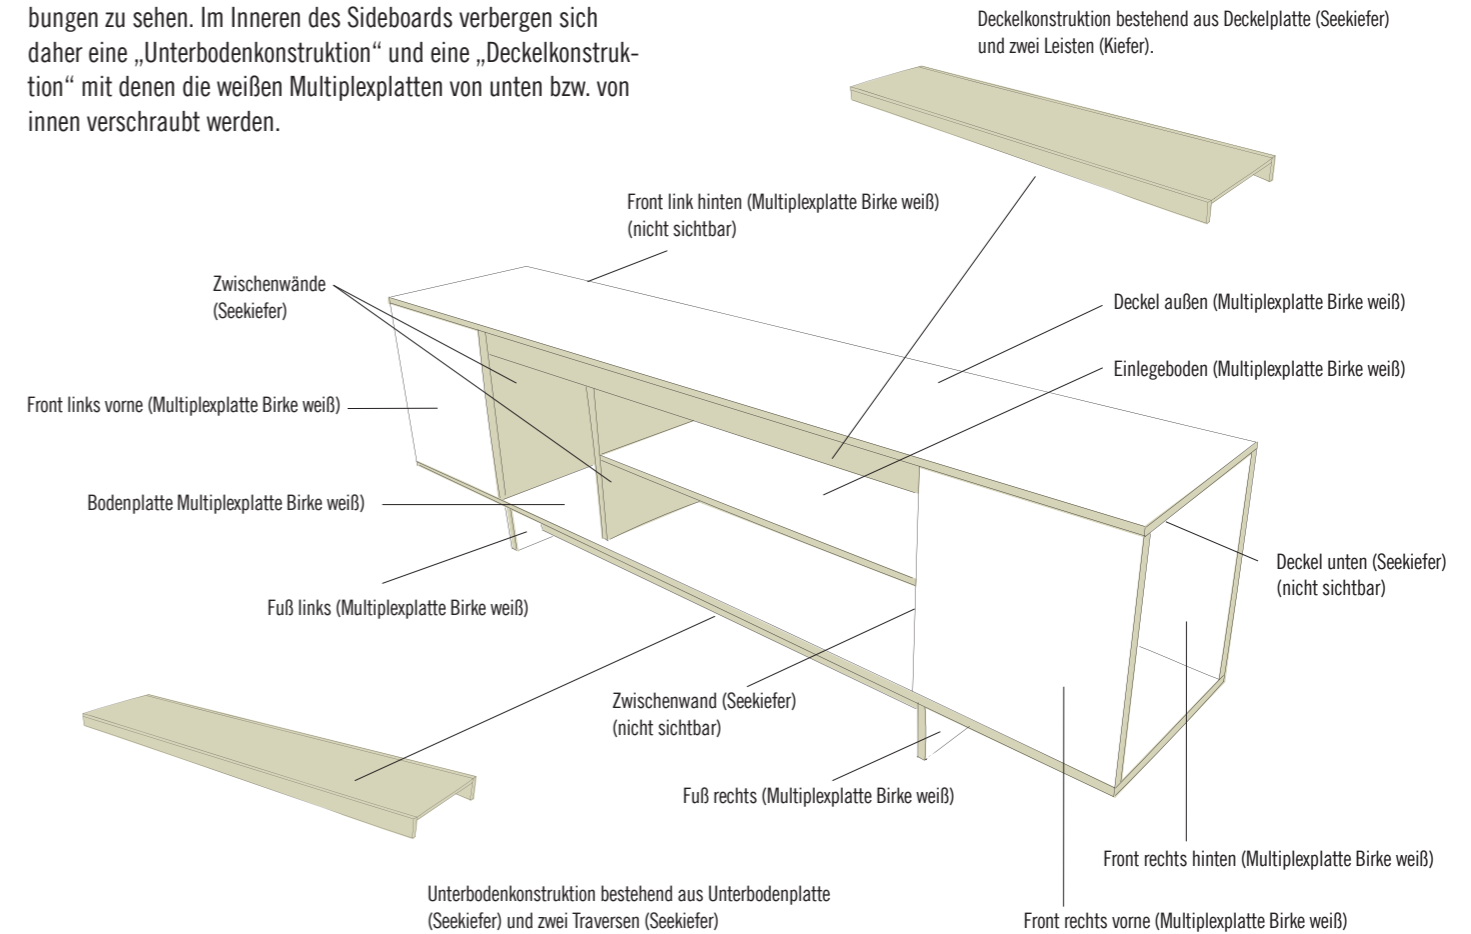 bungen zu sehen. Im Inneren des Sideboards verbergen sich
daher eine „Unterbodenkonstruktion“ und eine „Deckelkonstruk-
tion“ mit denen die weißen Multiplexplatten von unten bzw. von
innen verschraubt werden.
Deckelkonstruktion bestehend aus Deckelplatte (Seekiefer)
und zwei Leisten (Kiefer).
Front link hinten (Multiplexplatte Birke weiß)
(nicht sichtbar)
Zwischenwände
(Seekiefer)
Deckel außen (Multiplexplatte Birke weiß)
Einlegeboden (Multiplexplatte Birke weiß)
Front links vorne (Multiplexplatte Birke weiß)
Bodenplatte Multiplexplatte Birke weiß)
Deckel unten (Seekiefer)
(nicht sichtbar)
Fuß links (Multiplexplatte Birke weiß)
Zwischenwand (Seekiefer)
(nicht sichtbar)
Fuß rechts (Multiplexplatte Birke weiß)
Front rechts hinten (Multiplexplatte Birke weiß)
Unterbodenkonstruktion bestehend aus Unterbodenplatte
(Seekiefer) und zwei Traversen (Seekiefer)
Front rechts vorne (Multiplexplatte Birke weiß)